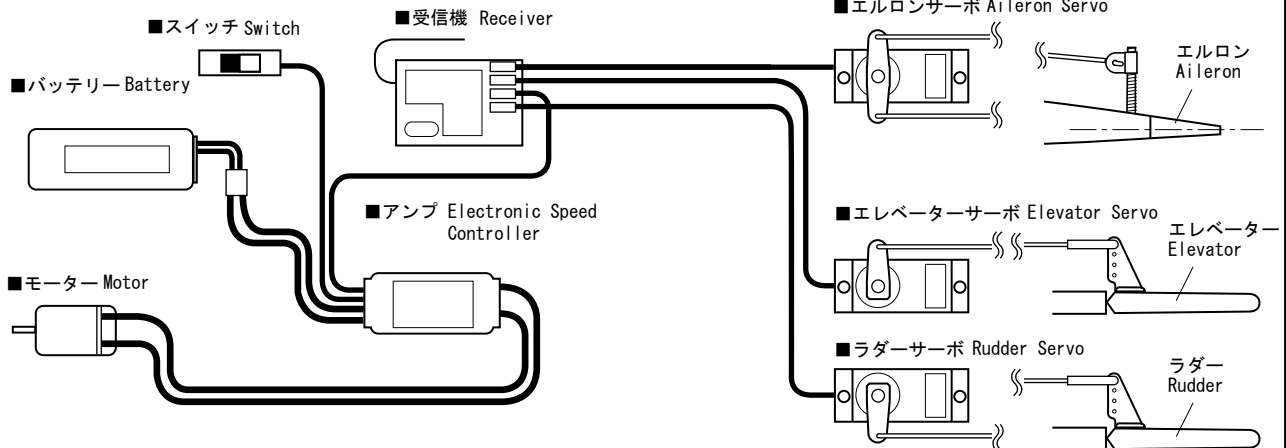 ■エルロンサーボ Aileron Servo
■受信機 Receiver
■スイッチ Switch
エルロン
Aileron
■バッテリー Battery
■アンプ Electronic Speed
Controller
■エレベーターサーボ Elevator Servo
エレベーター
Elevator
■モーター Motor
■ラダーサーボ Rudder Servo
ラダー
Rudder